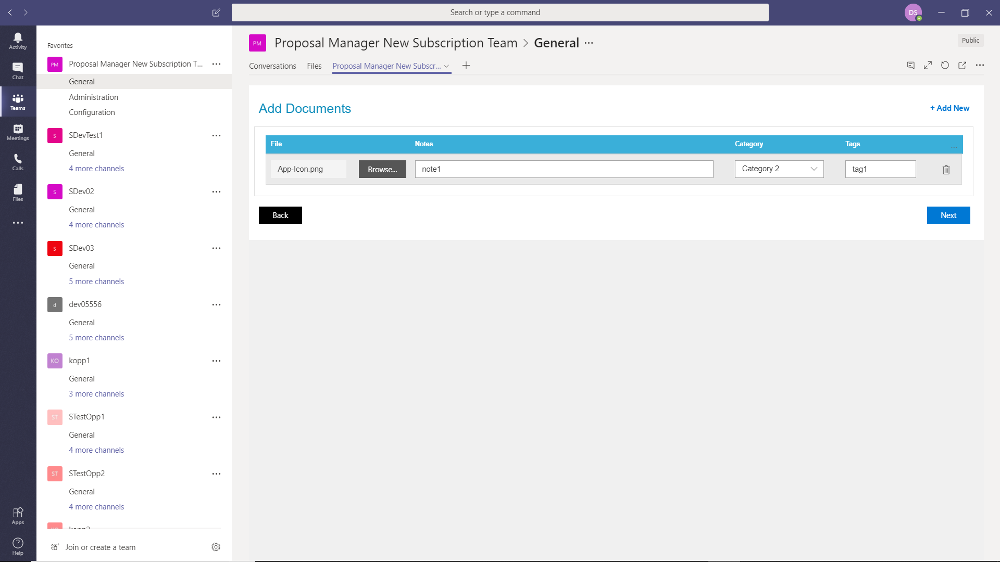 Search or type a command
DS
Activity
Chat
Teams
Meetings
Calls
Files
Apps
Help
Favorites
PM Proposal Manager New Subscription T...
General
Administration
Configuration
S SDevTest1
General
4 more channels
S SDev02
General
4 more channels
S SDev03
General
5 more channels
d dev05556
General
5 more channels
KO kopp1
General
3 more channels
ST STestOpp1
General
4 more channels
ST STestOpp2
General
4 more channels
Join or create a team
PM Proposal Manager New Subscription Team > General ...
Public
Conversations Files Proposal Manager New Subscr...
Add Documents
+ Add New
File Notes Category Tags ...
App-Icon.png Browse... note1 Category 2 tag1
Back Next